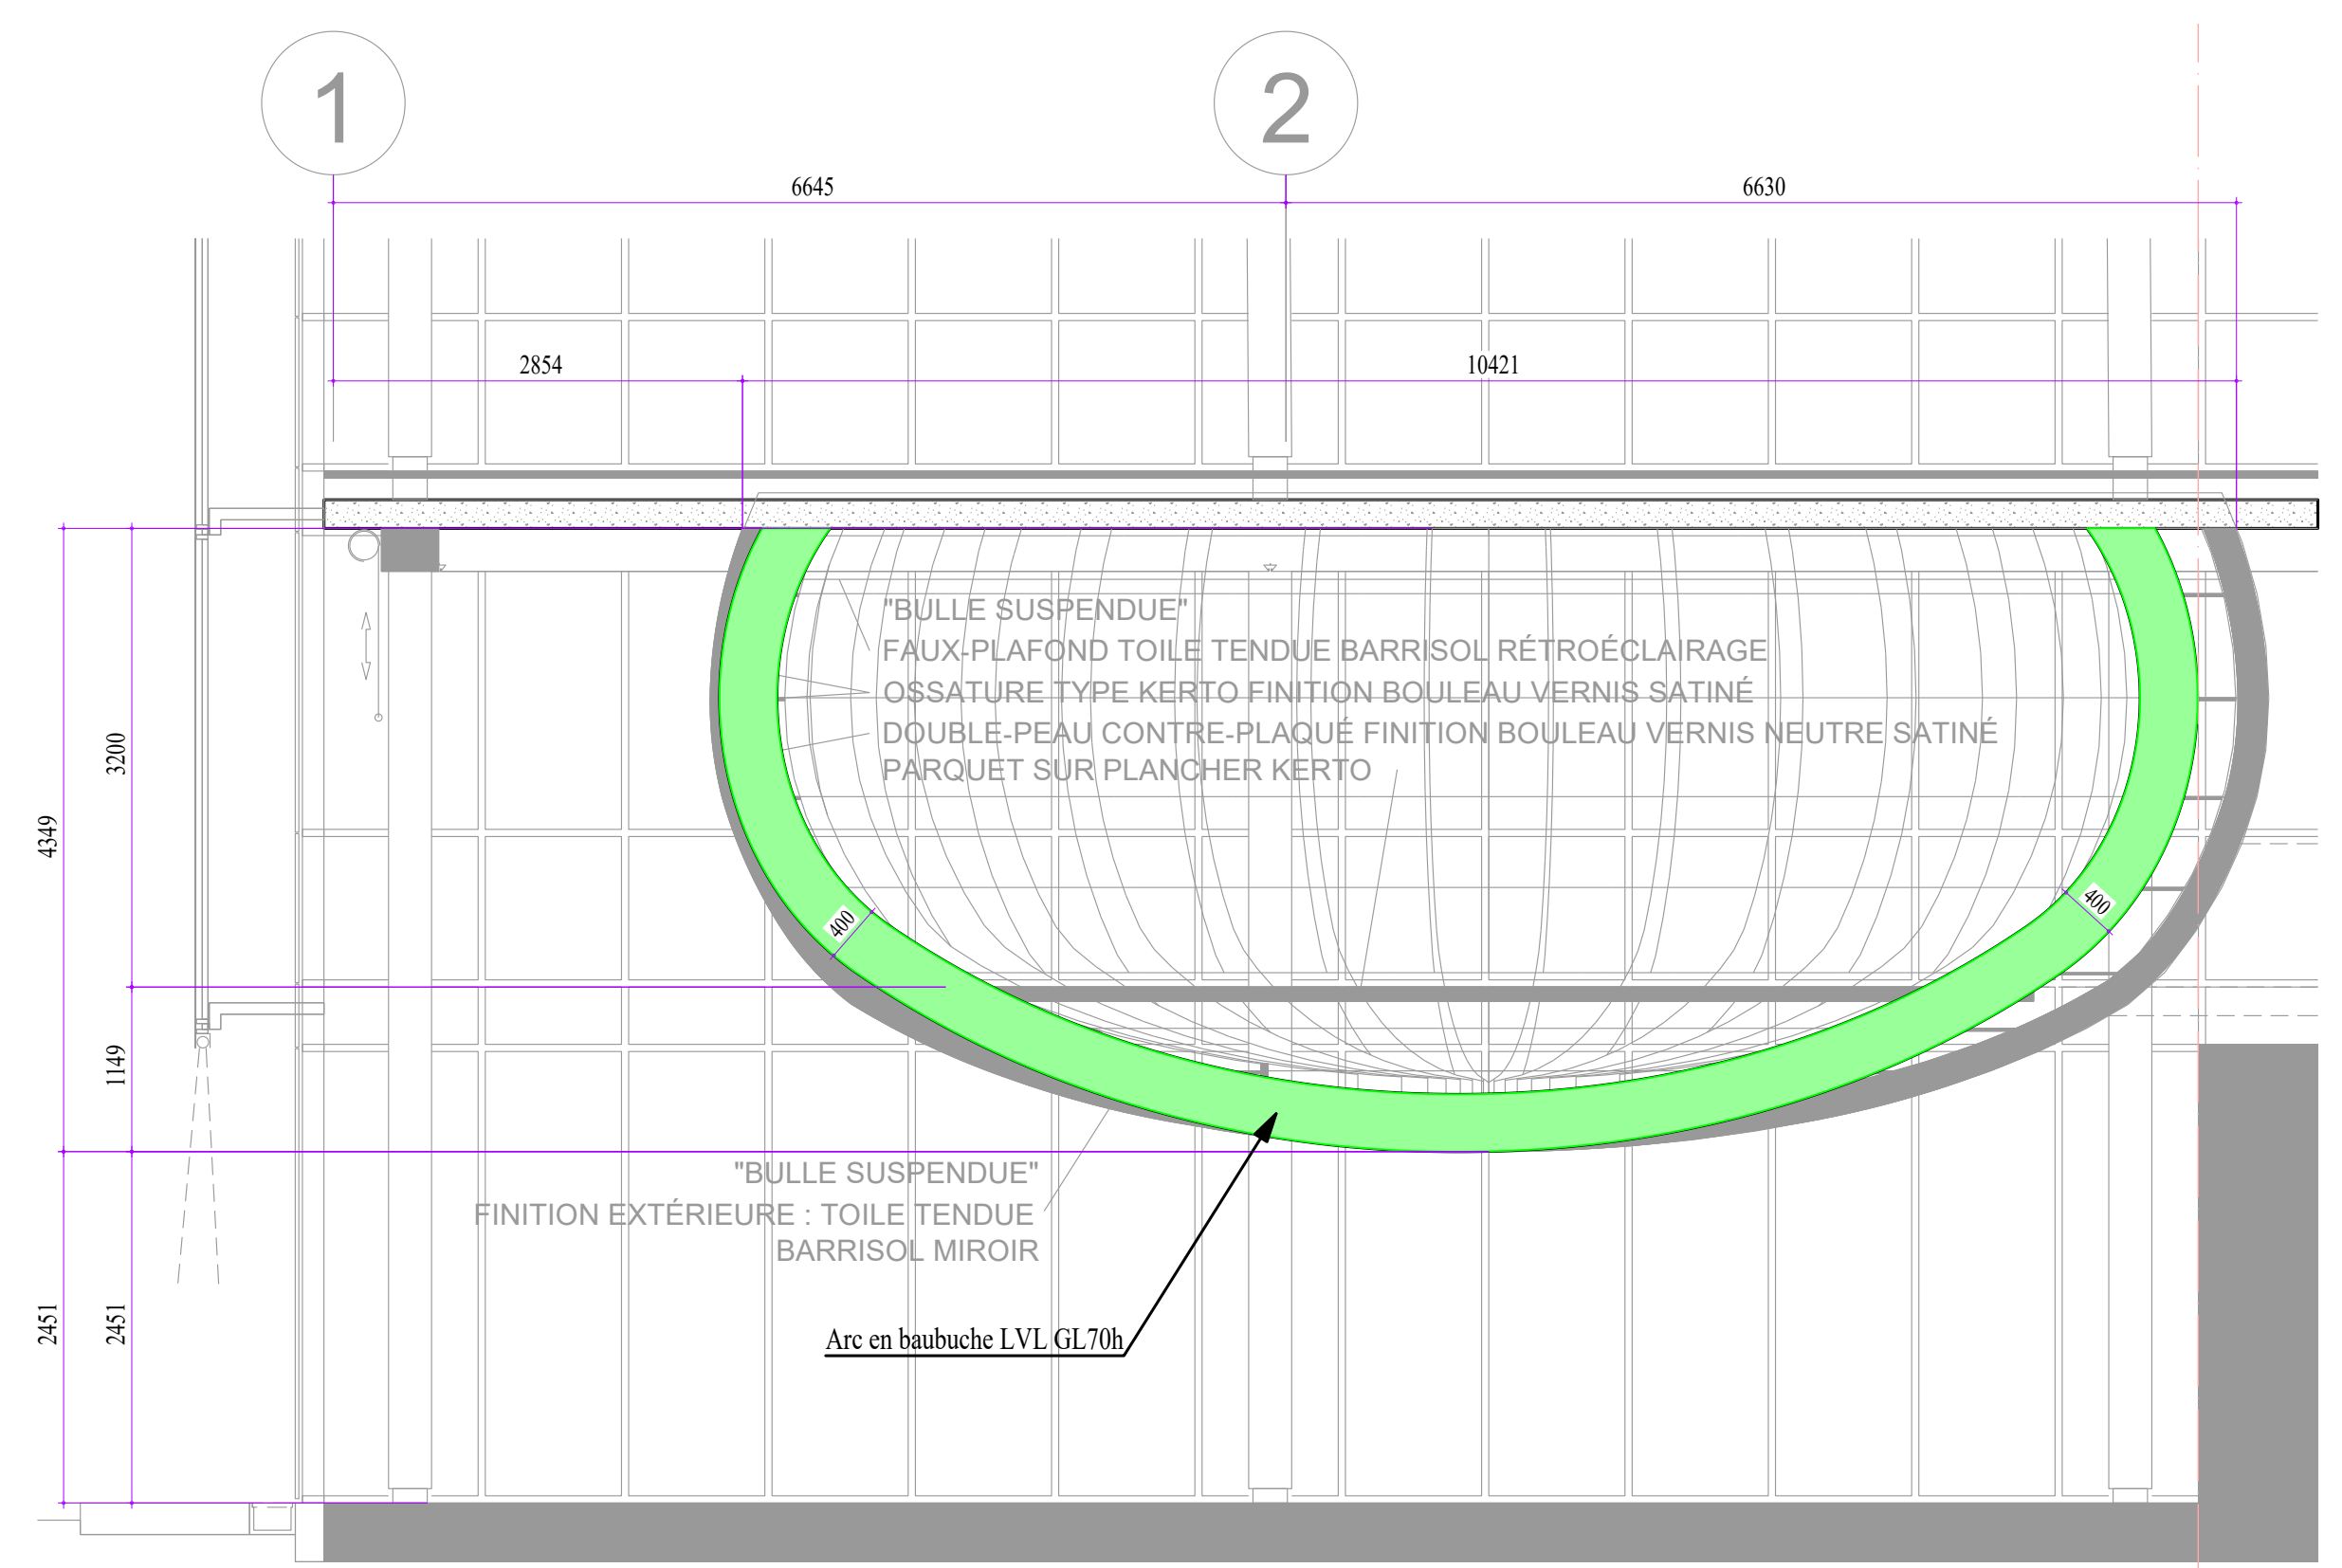 1
2
6645
6630
2854
10421
"BULLE SUSPENDUE"
FAUX-PLAFOND TOILE TENDUE BARRISOL RÉTROÉCLAIRAGE
OSSATURE TYPE KERTO FINITION BOULEAU VERNIS SATINÉ
DOUBLE-PEAU CONTRE-PLAQUÉ FINITION BOULEAU VERNIS NEUTRE SATINÉ
PARQUET SUR PLANCHER KERTO
3200
4349
400
400
1149
"BULLE SUSPENDUE"
FINITION EXTÉRIEURE : TOILE TENDUE
BARRISOL MIROIR
2451
2451
Arc en baubuche LVL GL70h